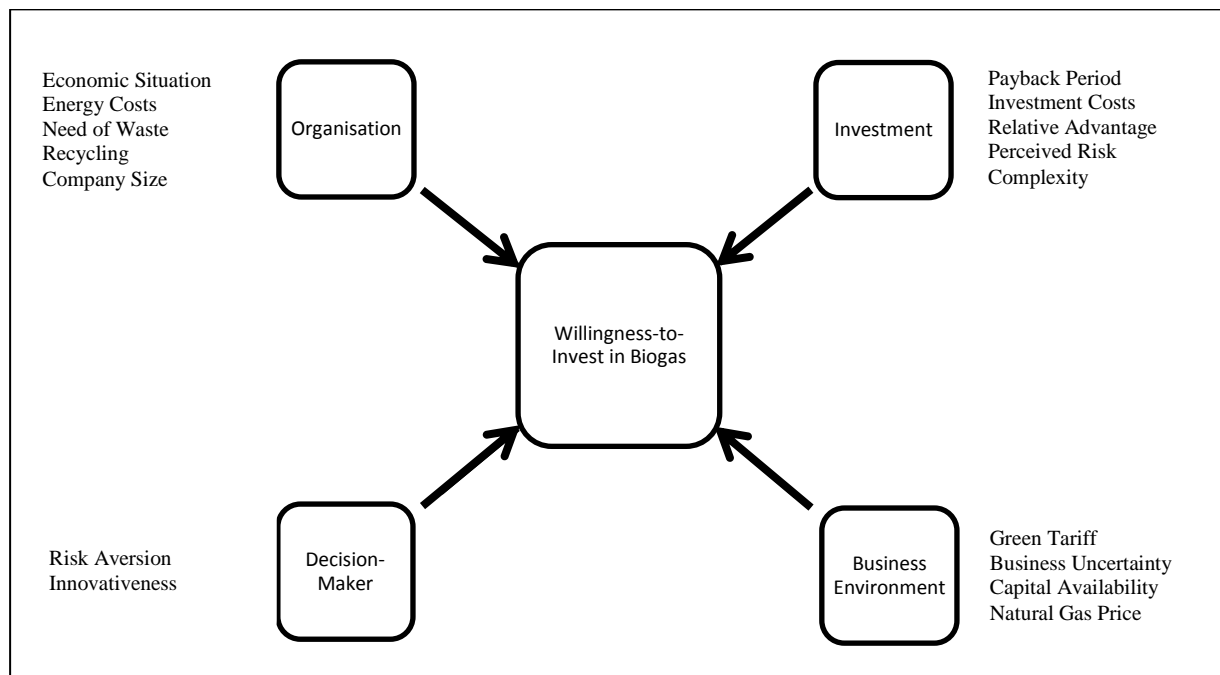 Economic Situation
Energy Costs
Need of Waste
Recycling
Company Size
Organisation
Investment
Payback Period
Investment Costs
Relative Advantage
Perceived Risk
Complexity
Willingness-to-
Invest in Biogas
Risk Aversion
Innovativeness
Decision-
Maker
Business
Environment
Green Tariff
Business Uncertainty
Capital Availability
Natural Gas Price